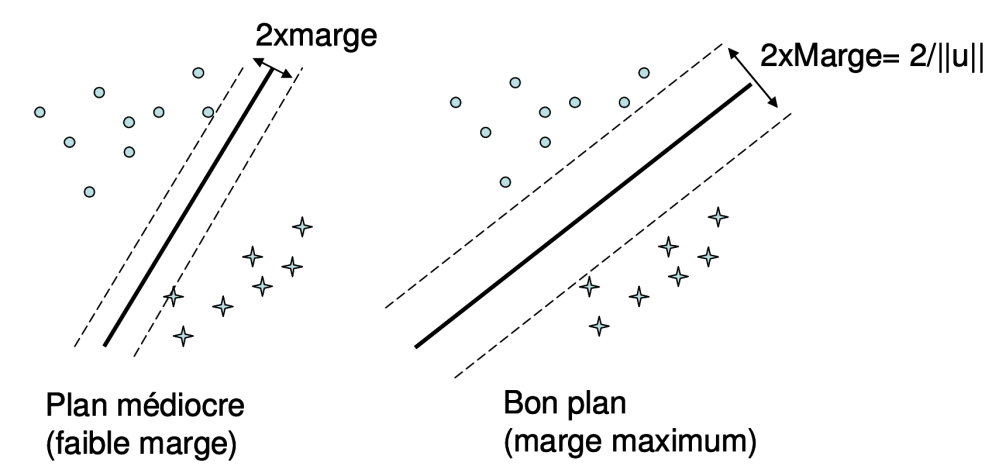 2xmarge
2xMarge= 2/||u||
Plan médiocre
(faible marge)
Bon plan
(marge maximum)